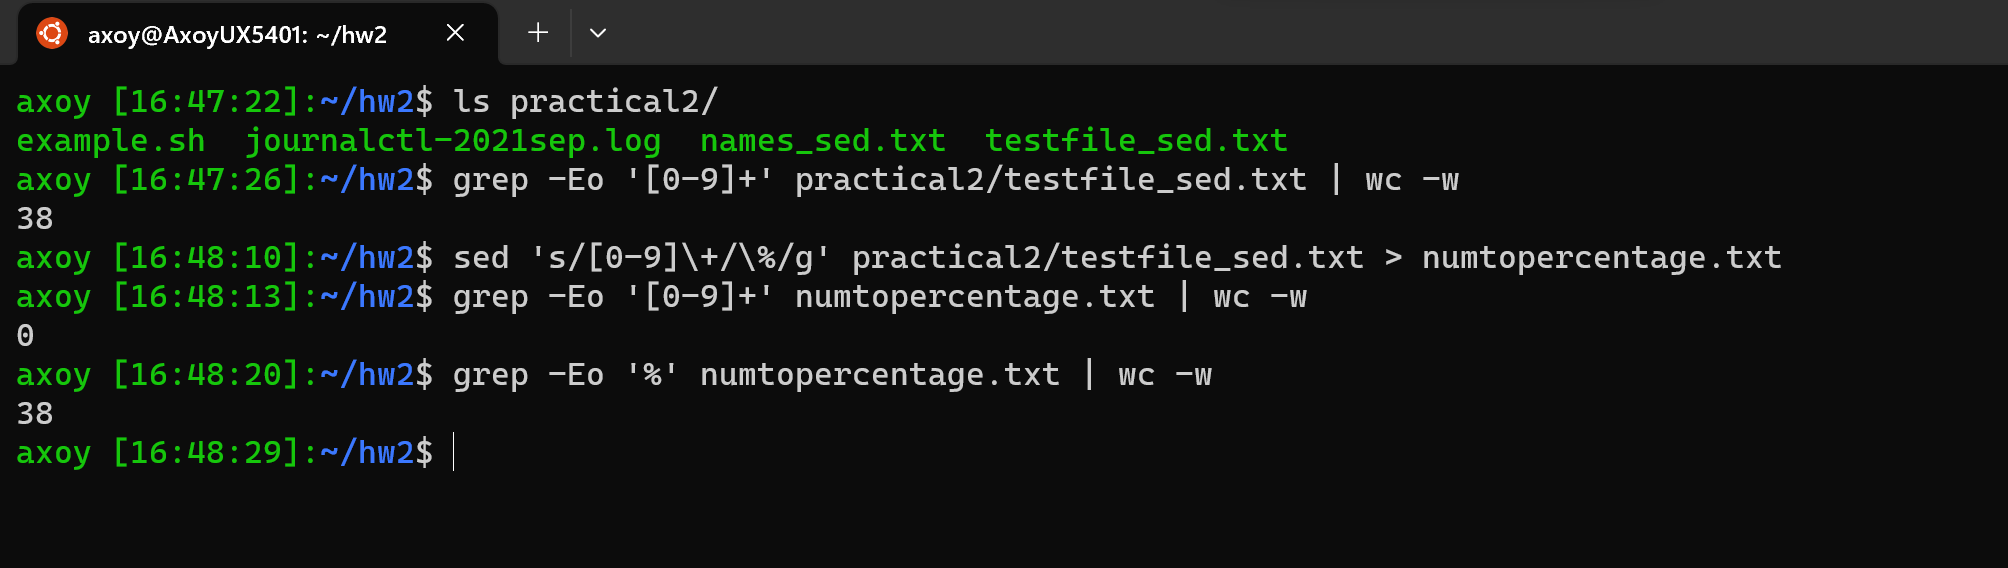 axoy@AxoyUX5401: ~/hw2
axoy [16:47:22]:~/hw2$ ls practical2/
example.sh  journalctl-2021sep.log  names_sed.txt  testfile_sed.txt
axoy [16:47:26]:~/hw2$ grep -Eo '[0-9]+' practical2/testfile_sed.txt | wc -w
38
axoy [16:48:10]:~/hw2$ sed 's/[0-9]\+/\%/g' practical2/testfile_sed.txt > numtopercentage.txt
axoy [16:48:13]:~/hw2$ grep -Eo '[0-9]+' numtopercentage.txt | wc -w
0
axoy [16:48:20]:~/hw2$ grep -Eo '%' numtopercentage.txt | wc -w
38
axoy [16:48:29]:~/hw2$